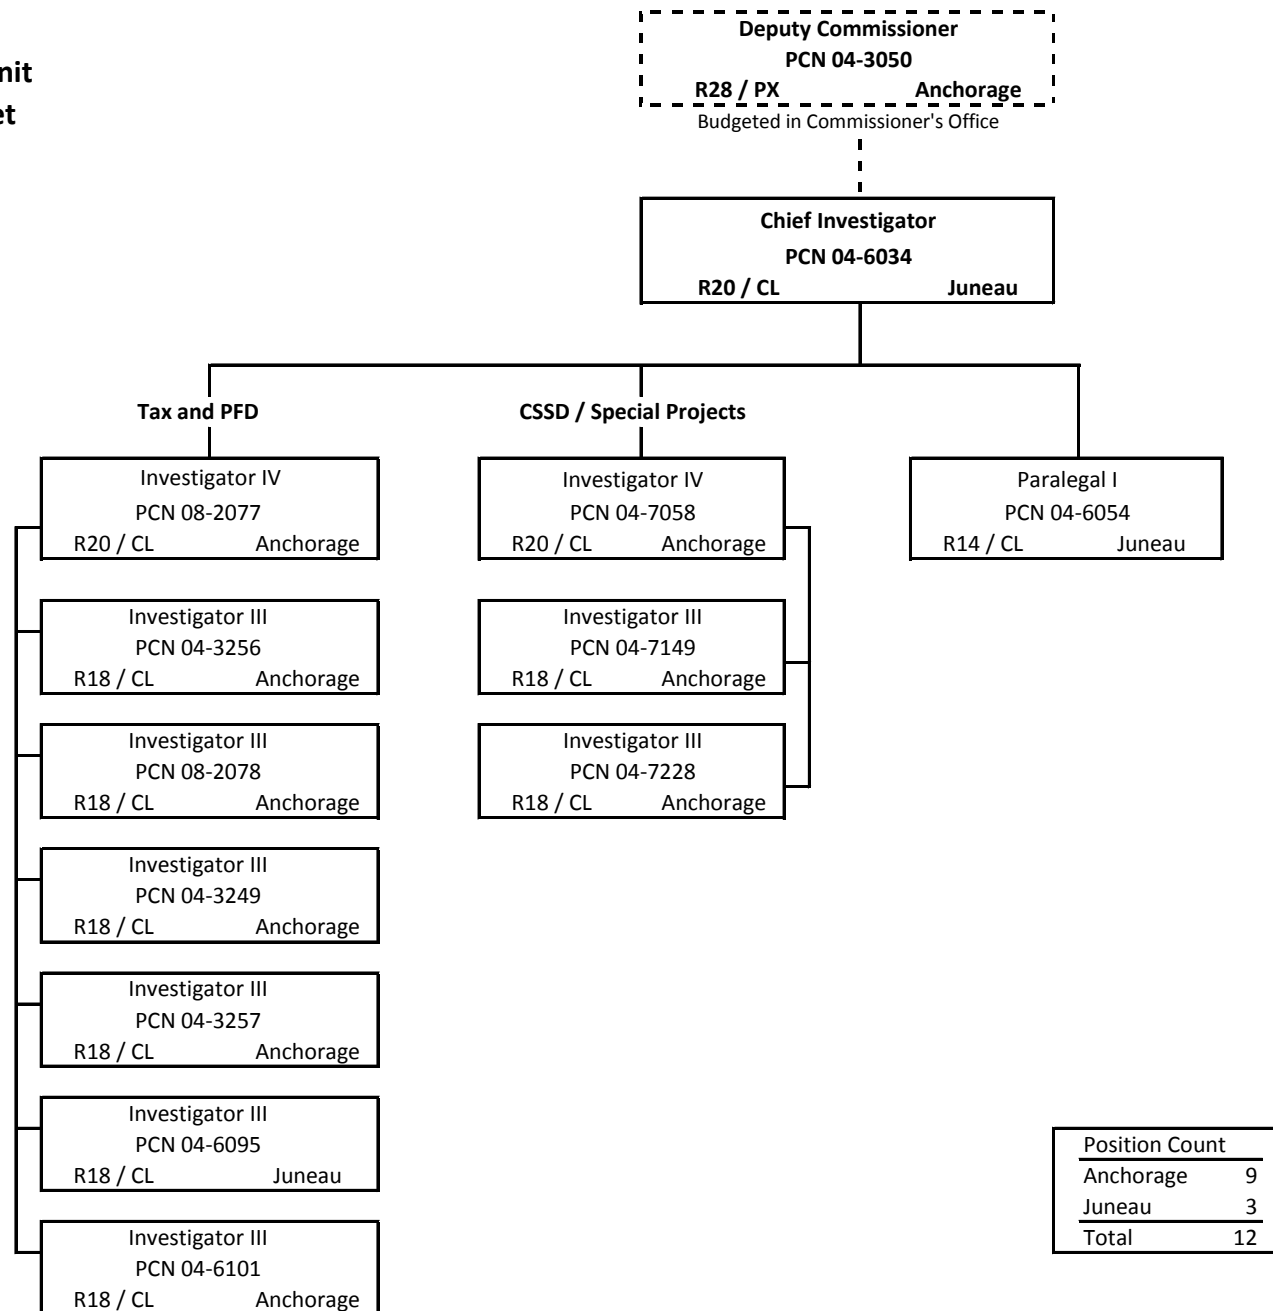 nit
et
Deputy Commissioner
PCN 04-3050
R28 / PX Anchorage
Budgeted in Commissioner's Office
Chief Investigator
PCN 04-6034
R20 / CL Juneau
Tax and PFD
Investigator IV
PCN 08-2077
R20 / CL Anchorage
Investigator III
PCN 04-3256
R18 / CL Anchorage
Investigator III
PCN 08-2078
R18 / CL Anchorage
Investigator III
PCN 04-3249
R18 / CL Anchorage
Investigator III
PCN 04-3257
R18 / CL Anchorage
Investigator III
PCN 04-6095
R18 / CL Juneau
Investigator III
PCN 04-6101
R18 / CL Anchorage
CSSD / Special Projects
Investigator IV
PCN 04-7058
R20 / CL Anchorage
Investigator III
PCN 04-7149
R18 / CL Anchorage
Investigator III
PCN 04-7228
R18 / CL Anchorage
Paralegal I
PCN 04-6054
R14 / CL Juneau
Position Count
Anchorage 9
Juneau 3
Total 12